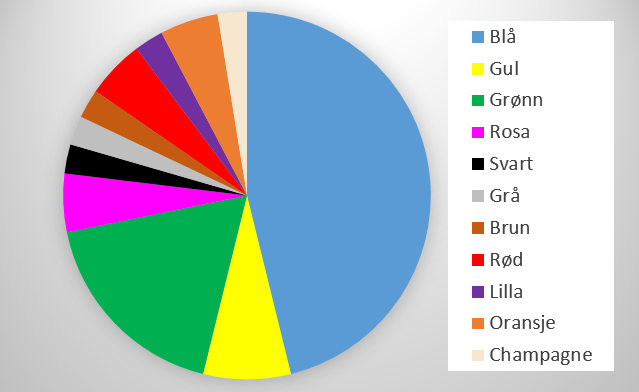 Blå
Gul
Grønn
Rosa
Svart
Grå
Brun
Rød
Lilla
Oransje
Champagne